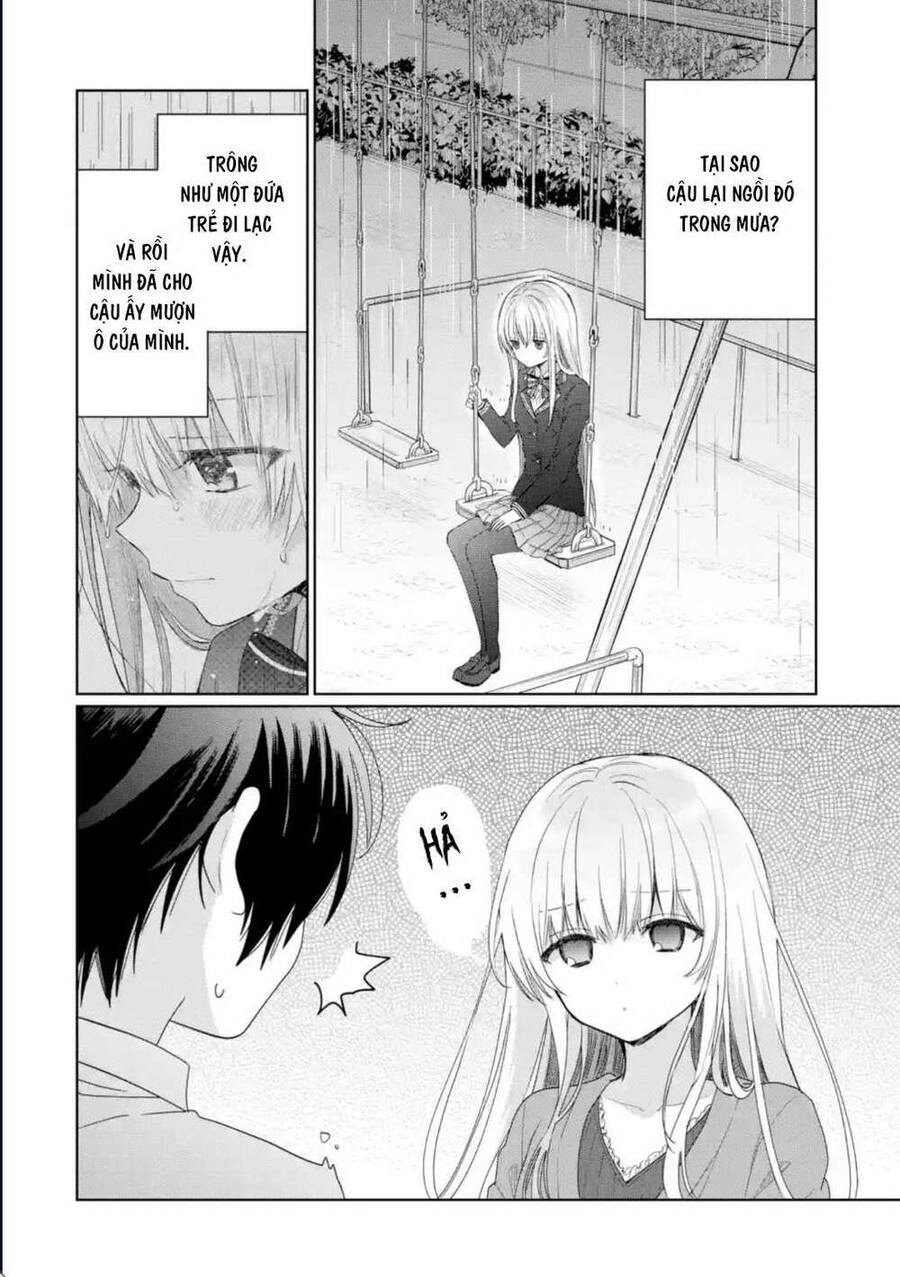 TẠI SAO
CẬU LẠI NGỒI ĐÓ
TRONG MƯA?
TRÔNG
NHƯ MỘT ĐỨA
TRẺ ĐI LẠC
VẬY.
VÀ RỒI
MÌNH ĐÃ CHO
CẬU ẤY MƯỢN
Ô CỦA MÌNH.
HẢ
...